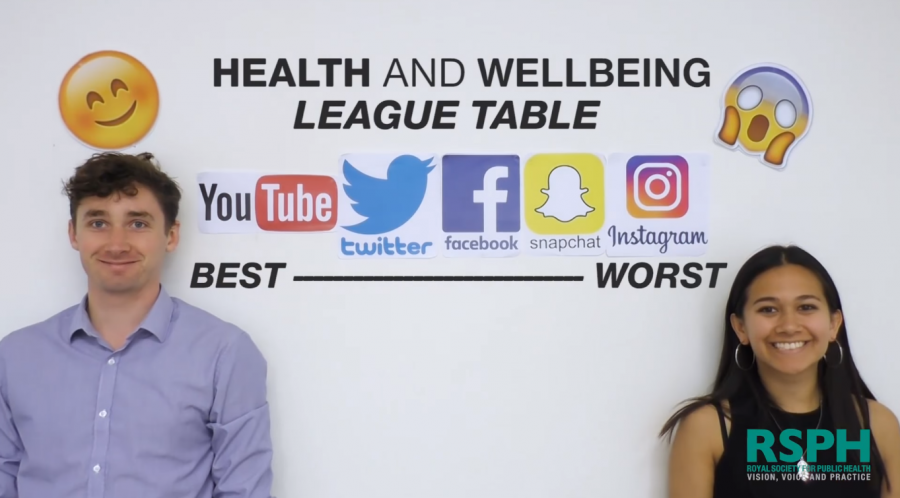 HEALTH AND WELLBEING
LEAGUE TABLE
YouTube
twitter
facebook
snapchat
Instagram
BEST WORST
RSPH
ROYAL SOCIETY FOR PUBLIC HEALTH
VISION, VOICE AND PRACTICE